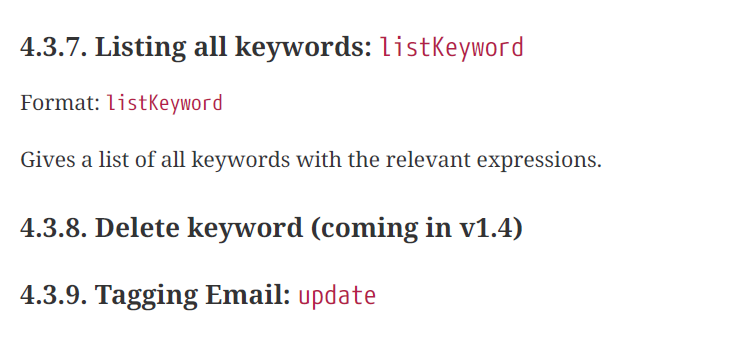 4.3.7. Listing all keywords: listKeyword
Format: listKeyword
Gives a list of all keywords with the relevant expressions.
4.3.8. Delete keyword (coming in v1.4)
4.3.9. Tagging Email: update